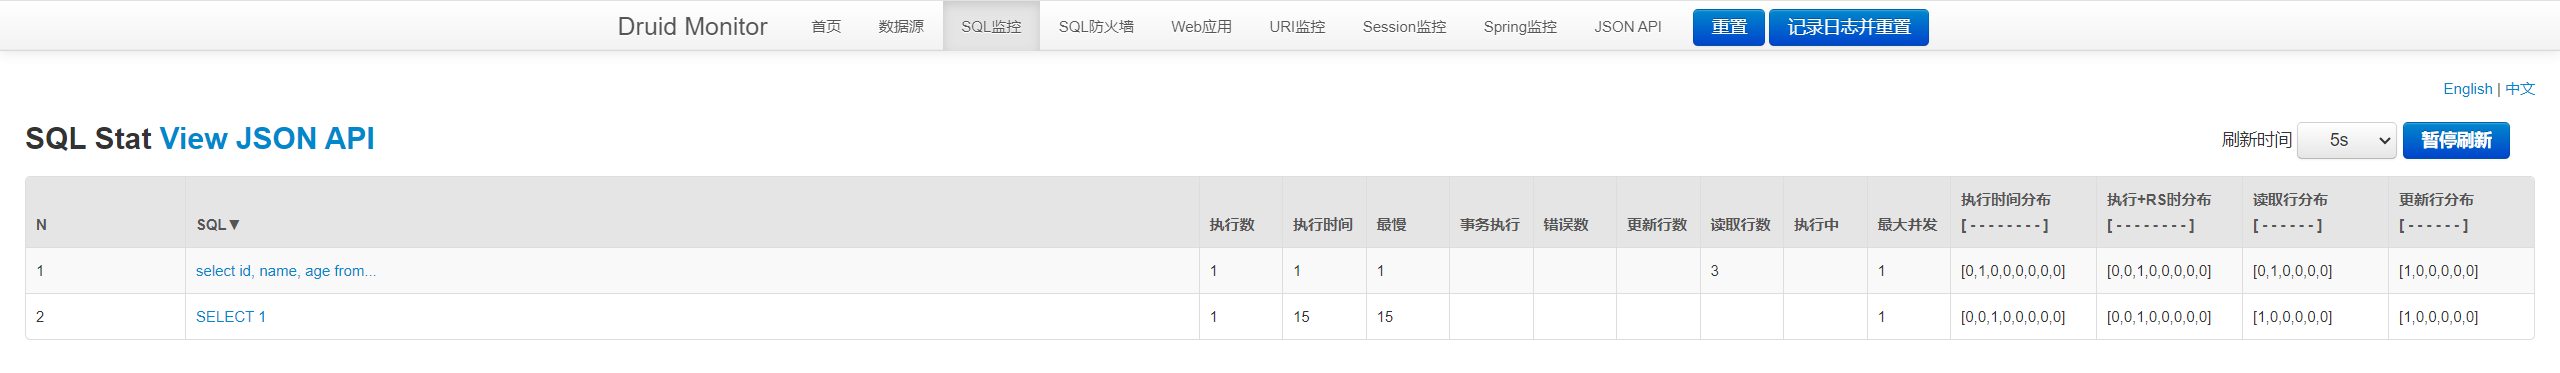 Druid Monitor 首页 数据源 SQL监控 SQL防火墙 Web应用 URI监控 Session监控 Spring监控 JSON API 重置 记录日志并重置
English | 中文
SQL Stat View JSON API 刷新时间 5s 暂停刷新
N SQL▼ 执行数 执行时间 最慢 事务执行 错误数 更新行数 读取行数 执行中 最大并发 执行时间分布 执行+RS时分布 读取行分布 更新行分布
[ - - - - - - - - ] [ - - - - - - - - ] [ - - - - - - ] [ - - - - - - ]
1 select id, name, age from... 1 1 1 3 1 [0,1,0,0,0,0,0,0] [0,0,1,0,0,0,0,0] [0,1,0,0,0,0] [1,0,0,0,0,0]
2 SELECT 1 1 15 15 1 [0,0,1,0,0,0,0,0] [0,0,1,0,0,0,0,0] [1,0,0,0,0,0] [1,0,0,0,0,0]